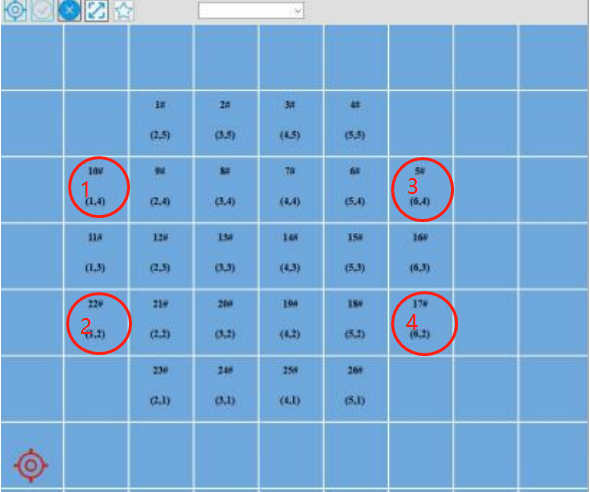 1# 2# 3# 4#
(2,5) (3,5) (4,5) (5,5)
10# 9# 8# 7# 6# 5#
1 3
(1,4) (2,4) (3,4) (4,4) (5,4) (6,4)
11# 12# 13# 14# 15# 16#
(1,3) (2,3) (3,3) (4,3) (5,3) (6,3)
22# 21# 20# 19# 18# 17#
2 4
(1,2) (2,2) (3,2) (4,2) (5,2) (6,2)
23# 24# 25# 26#
(2,1) (3,1) (4,1) (5,1)